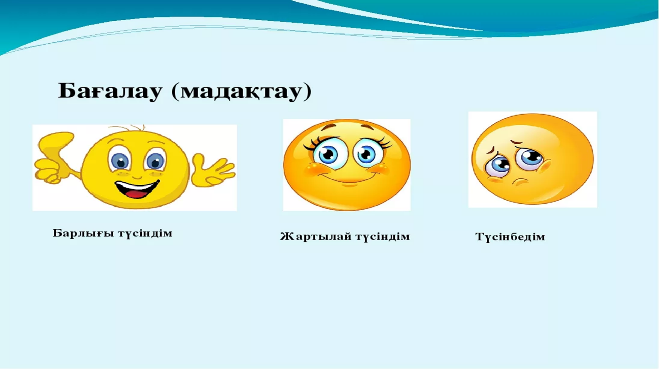 Бағалау (мадақтау)
Барлығы түсіндім
Жартылай түсіндім
Түсінбедім